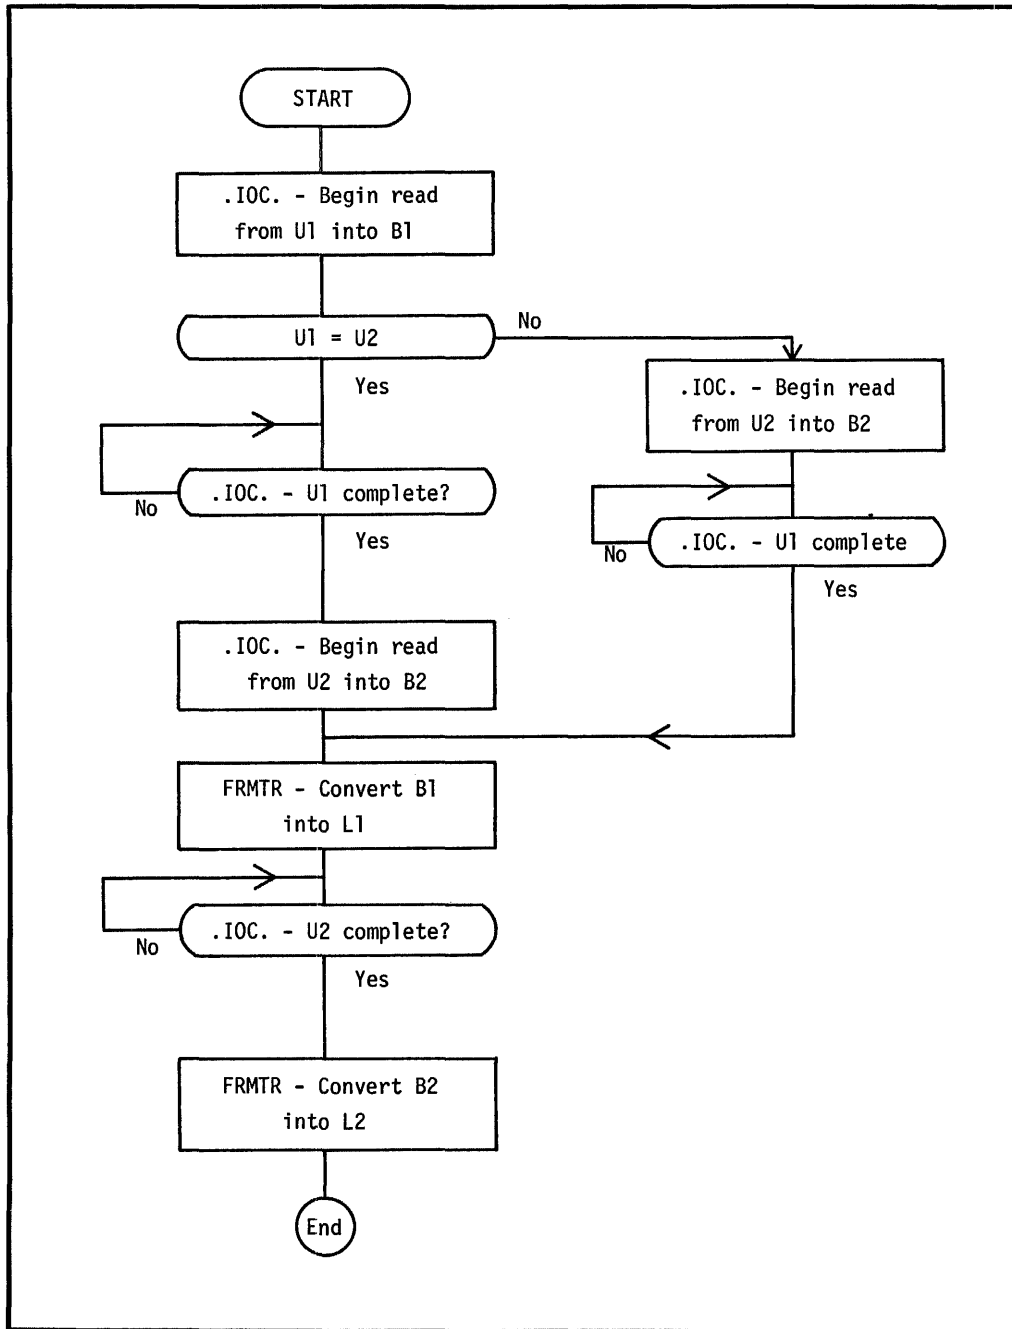 START
.IOC. - Begin read
from U1 into B1
U1 = U2
No
Yes
.IOC. - Begin read
from U2 into B2
.IOC. - U1 complete?
No
Yes
.IOC. - U1 complete
No
Yes
.IOC. - Begin read
from U2 into B2
FRMTR - Convert B1
into L1
.IOC. - U2 complete?
No
Yes
FRMTR - Convert B2
into L2
End